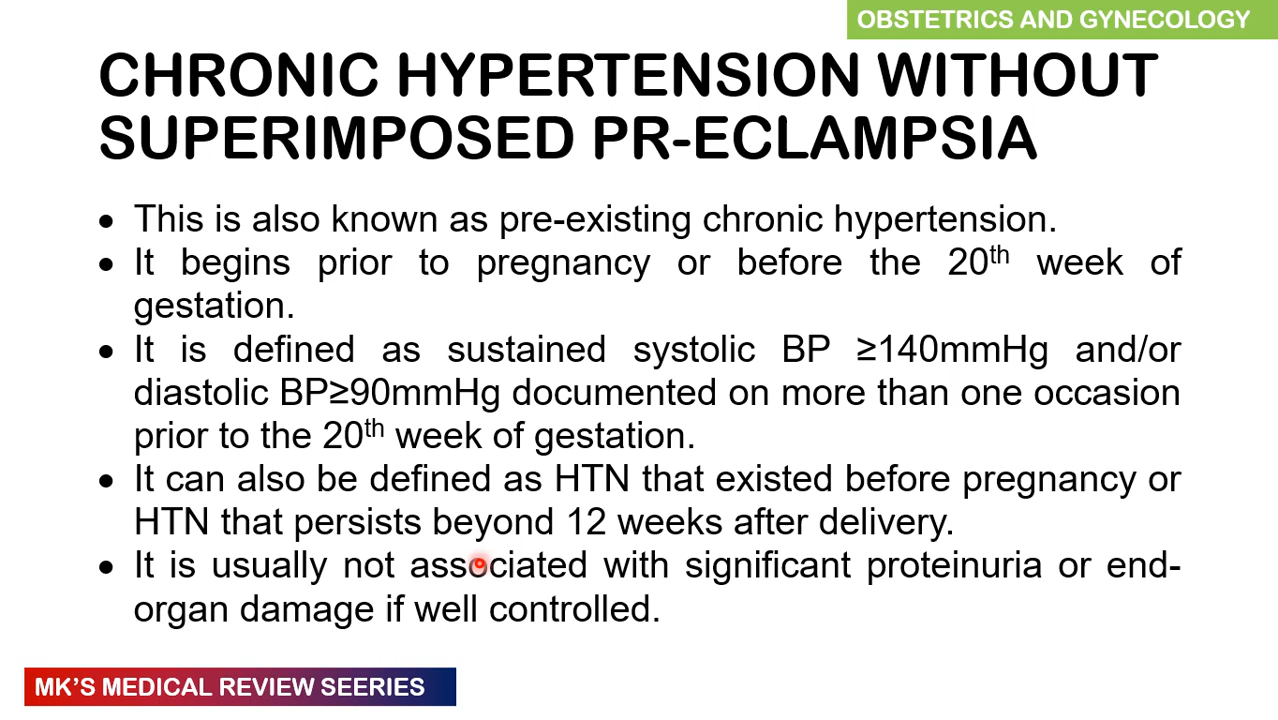 OBSTETRICS AND GYNECOLOGY
CHRONIC HYPERTENSION WITHOUT
SUPERIMPOSED PR-ECLAMPSIA
• This is also known as pre-existing chronic hypertension.
• It begins prior to pregnancy or before the 20th week of
gestation.
• It is defined as sustained systolic BP ≥140mmHg and/or
diastolic BP≥90mmHg documented on more than one occasion
prior to the 20th week of gestation.
• It can also be defined as HTN that existed before pregnancy or
HTN that persists beyond 12 weeks after delivery.
• It is usually not associated with significant proteinuria or end-
organ damage if well controlled.
MK'S MEDICAL REVIEW SEERIES